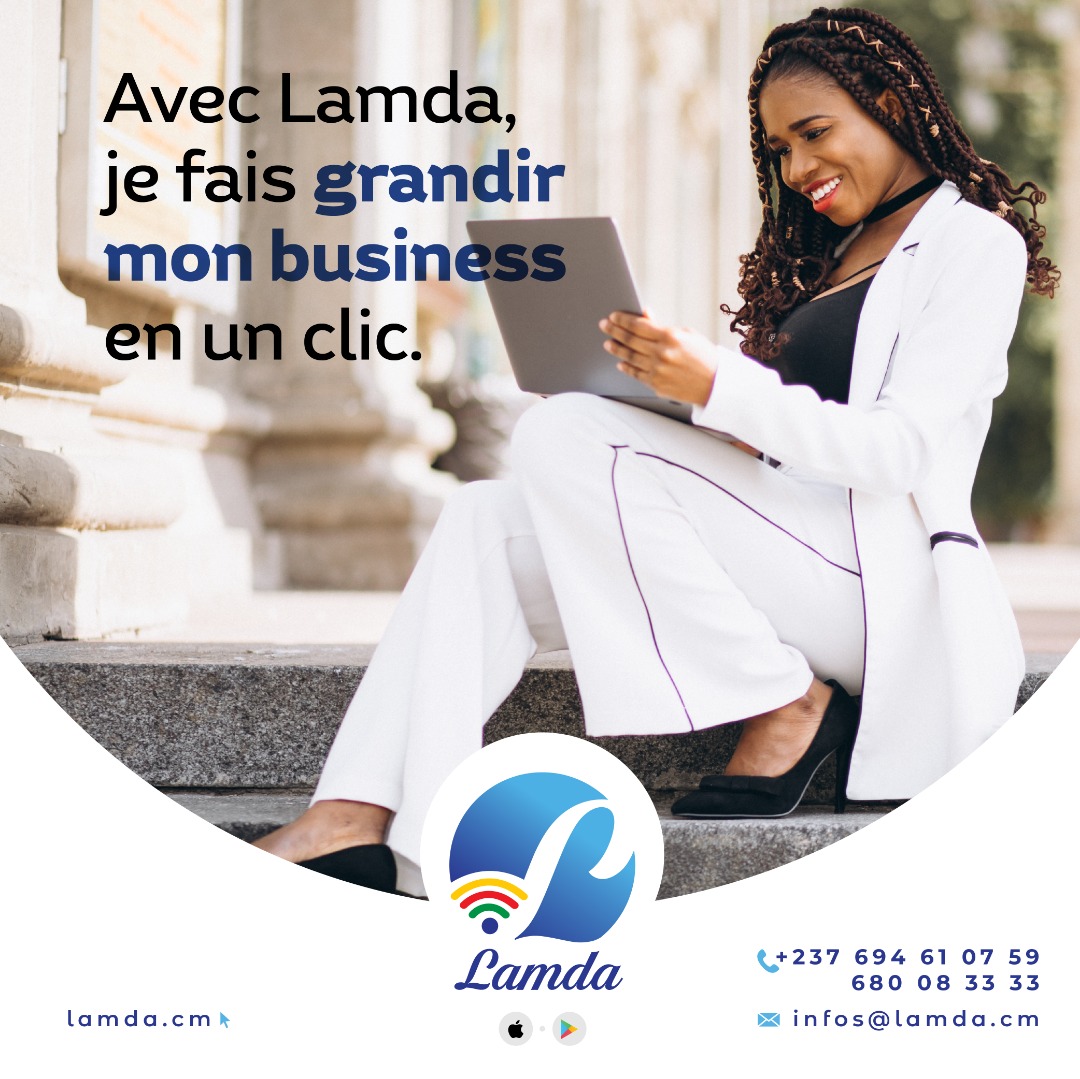 Avec Lamda,
je fais grandir
mon business
en un clic.
Lamda
+237 694 61 07 59
680 08 33 33
lamda.cm
infos@lamda.cm